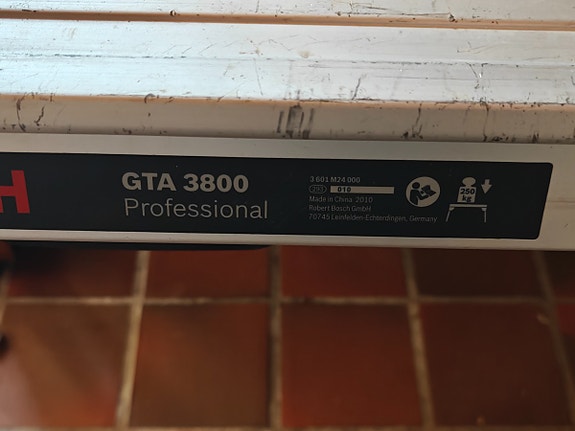 H
GTA 3800
Professional
3 601 M24 000
010
Made in China 2010
Robert Bosch GmbH
70745 Leinfelden-Echterdingen, Germany
250
kg